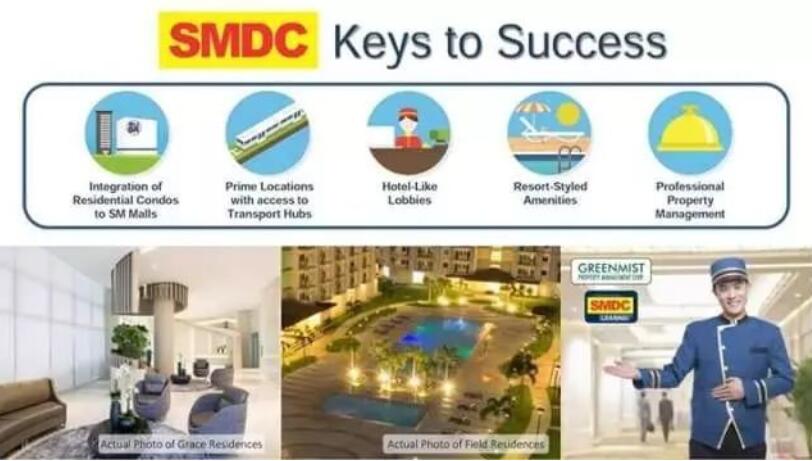 SMDC Keys to Success
SM
Integration of
Residential Condos
to SM Malls
Prime Locations
with access to
Transport Hubs
Hotel-Like
Lobbies
Resort-Styled
Amenities
Professional
Property
Management
Actual Photo of Grace Residences
Actual Photo of Field Residences
GREENMIST
PROPERTY MANAGEMENT CORP
SMDC
LEASING